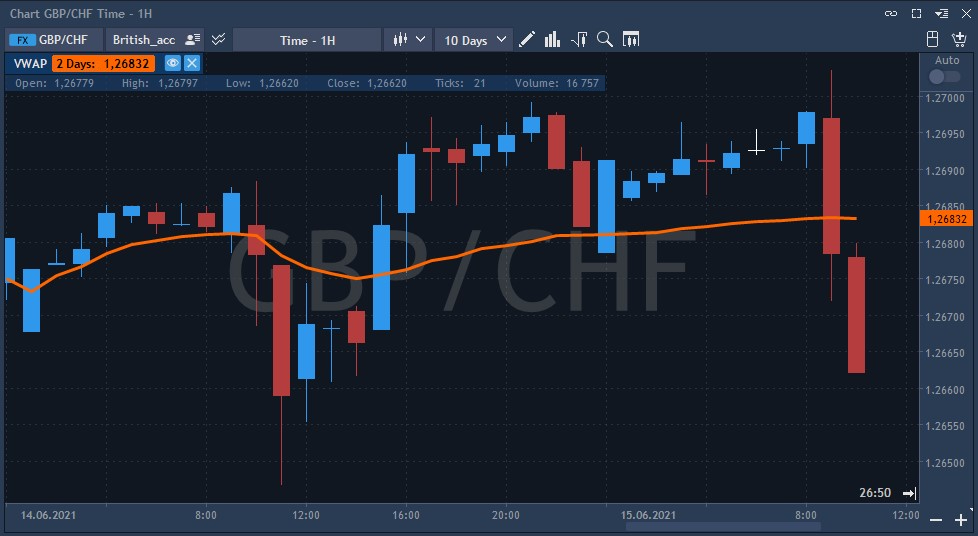 Chart GBP/CHF Time - 1H
FX GBP/CHF British_acc Time - 1H 10 Days
VWAP 2 Days: 1,26832
Auto
Open: 1,26779 High: 1,26797 Low: 1,26620 Close: 1,26620 Ticks: 21 Volume: 16 757
1.27000
1.26950
1.26900
1.26850
1,26832
1.26800
GBP/CHF
1.26750
1.26700
1.26650
1.26600
1.26550
1.26500
26:50
14.06.2021 8:00 12:00 16:00 20:00 15.06.2021 8:00 12:00